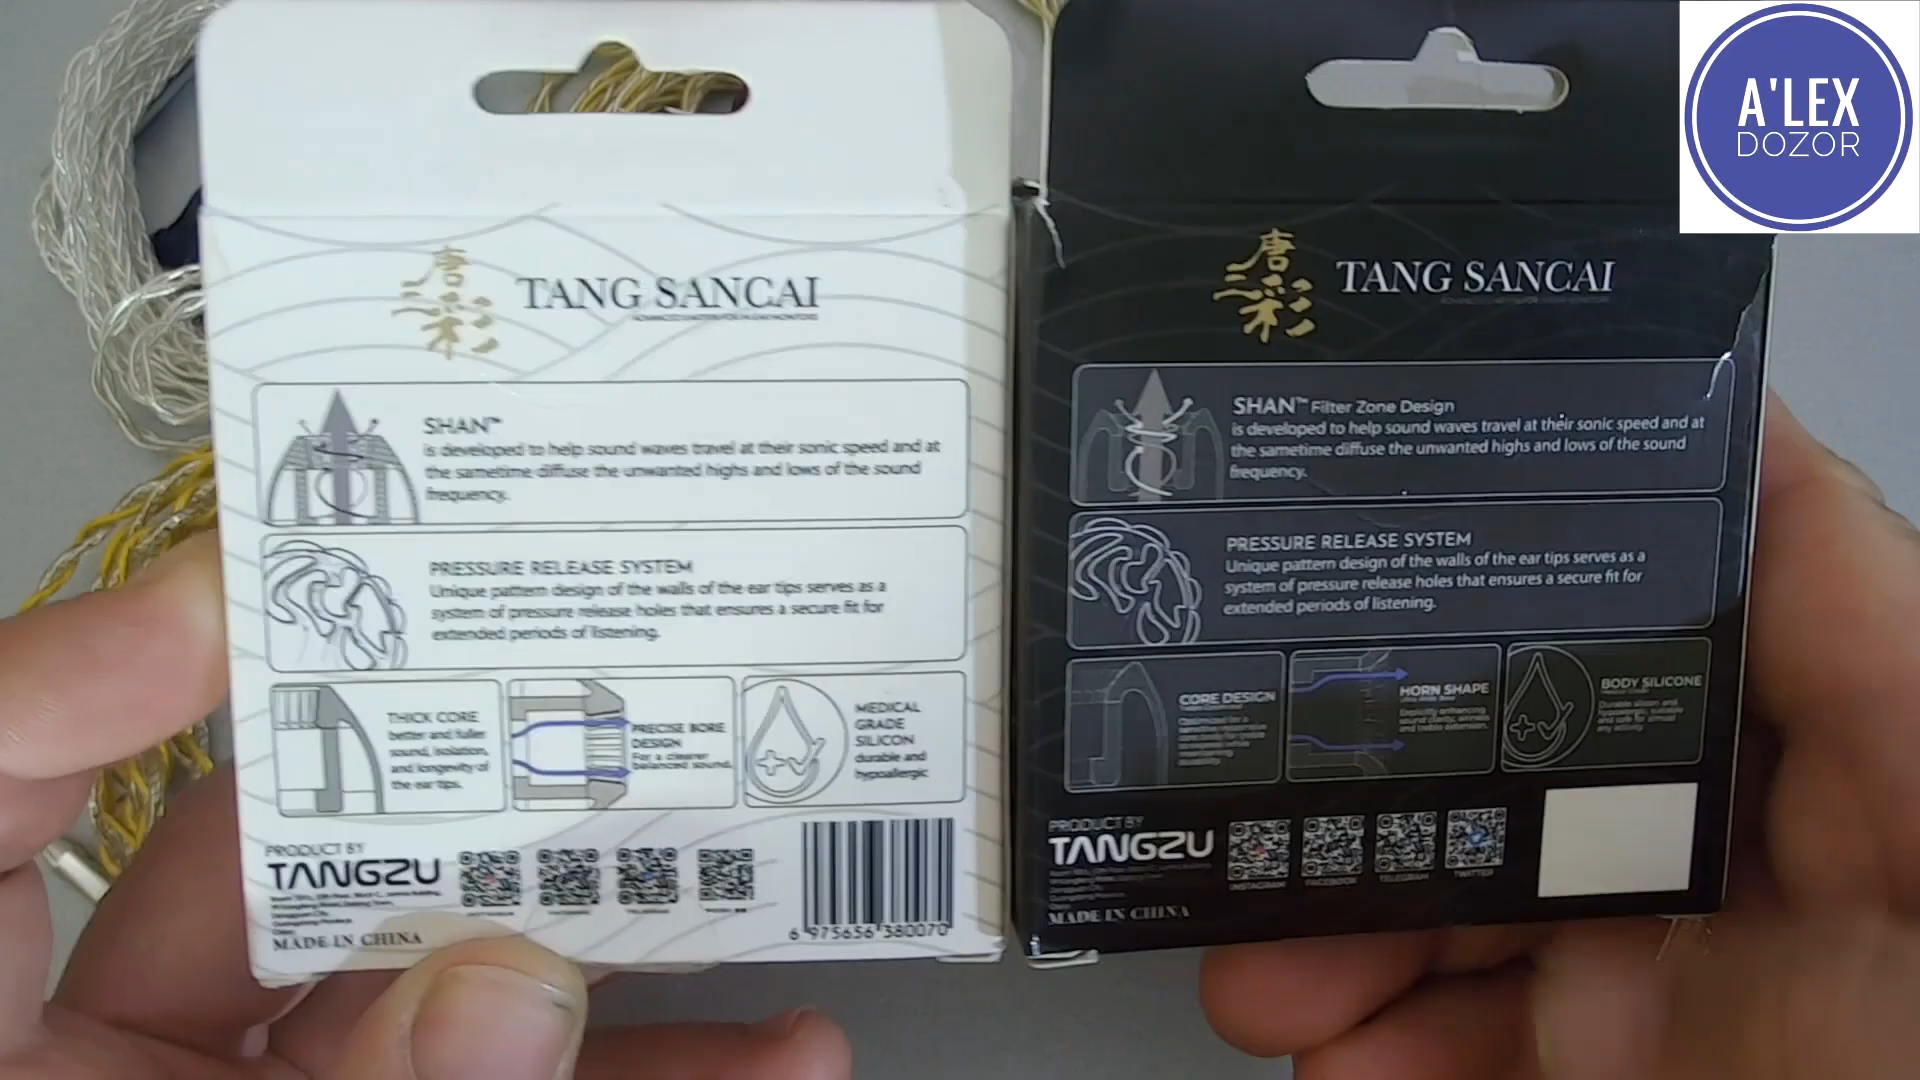 A'LEX
DOZOR
唐三彩
TANG SANCAI
SHAN™
is developed to help sound waves travel at their sonic speed and at
the sametime diffuse the unwanted highs and lows of the sound
frequency.
PRESSURE RELEASE SYSTEM
Unique pattern design of the walls of the ear tips serves as a
system of pressure release holes that ensures a secure fit for
extended periods of listening.
THICK CORE
better and fuller
sound, isolation,
and longevity of
the ear tips.
PRECISE BORE
DESIGN
For a clearer
balanced sound.
MEDICAL
GRADE
SILICON
durable and
hypoallergic
PRODUCT BY
TANGZU
MADE IN CHINA
6 975656 380070
唐三彩
TANG SANCAI
SHAN™ Filter Zone Design
is developed to help sound waves travel at their sonic speed and at
the sametime diffuse the unwanted highs and lows of the sound
frequency.
PRESSURE RELEASE SYSTEM
Unique pattern design of the walls of the ear tips serves as a
system of pressure release holes that ensures a secure fit for
extended periods of listening.
CORE DESIGN
HORN SHAPE
BODY SILICONE
PRODUCT BY
TANGZU
INSTAGRAM
FACEBOOK
TELEGRAM
TWITTER
MADE IN CHINA